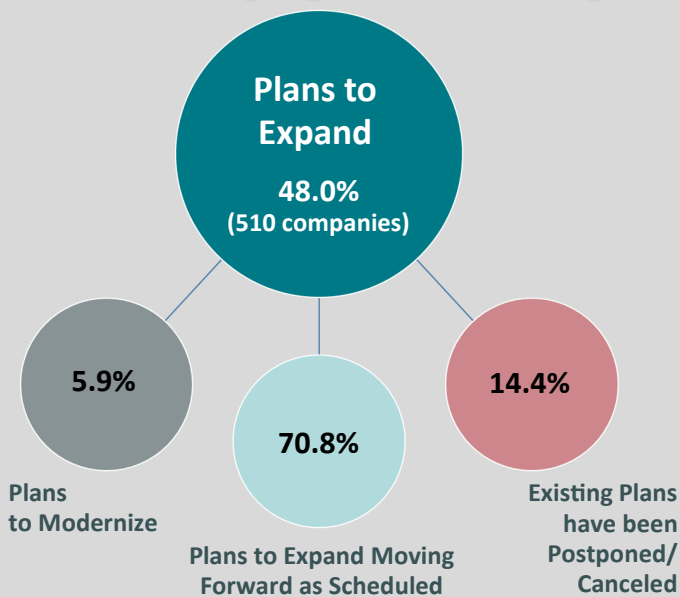 Plans to
Expand
48.0%
(510 companies)
5.9%
14.4%
70.8%
Plans
to Modernize
Existing Plans
have been
Postponed/
Canceled
Plans to Expand Moving
Forward as Scheduled